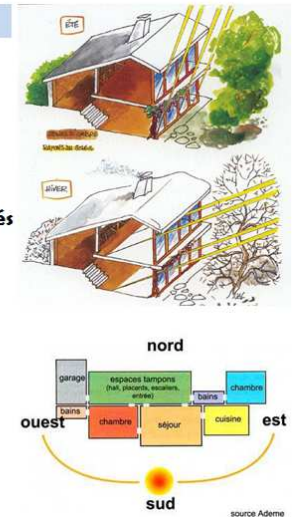 ÉTÉ
HIVER
és
nord
garage
espaces tampons
(hall, placards, escaliers,
entrée)
bains
chambre
bains
ouest
chambre
séjour
cuisine
est
sud
source Ademe